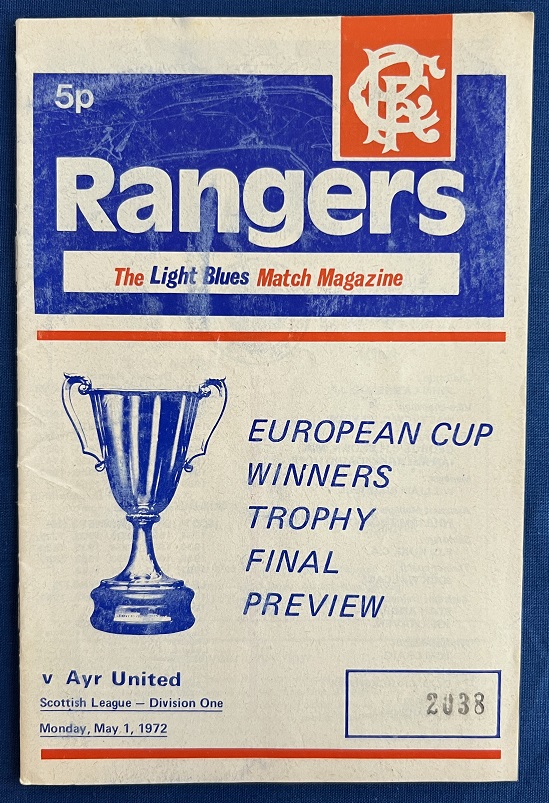 5p
RFC
Rangers
The Light Blues Match Magazine
EUROPEAN CUP
WINNERS
TROPHY
FINAL
PREVIEW
v Ayr United
Scottish League – Division One
Monday, May 1, 1972
2038